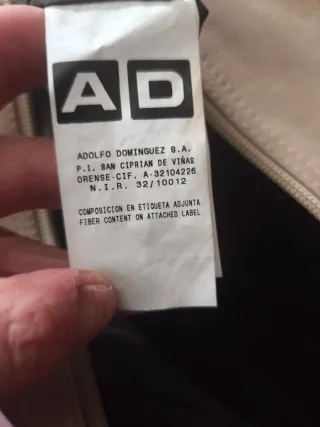 AD
ADOLFO DOMINGUEZ S.A.
P.I. SAN CIPRIAN DE VIÑAS
ORENSE-CIF. A-32104226
N.I.R. 32/10012
COMPOSICION EN ETIQUETA ADJUNTA
FIBER CONTENT ON ATTACHED LABEL